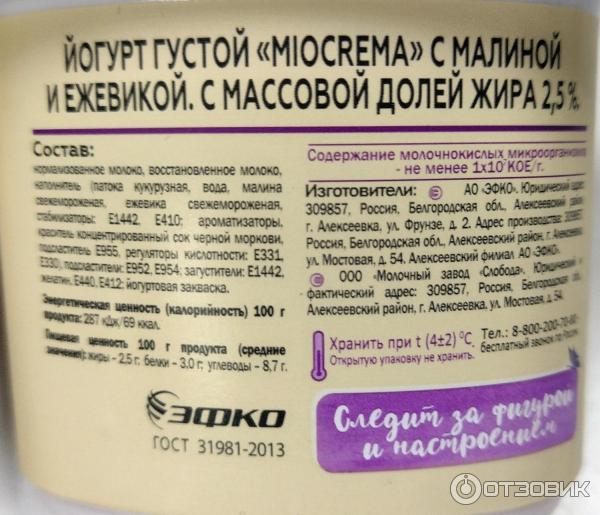 ЙОГУРТ ГУСТОЙ «MIOCREMA» С МАЛИНОЙ
И ЕЖЕВИКОЙ. С МАССОВОЙ ДОЛЕЙ ЖИРА 2,5 %.
Состав:
нормализованное молоко, восстановленное молоко,
наполнитель (патока кукурузная, вода, малина
свежемороженая, ежевика свежемороженая,
стабилизаторы: Е1442, Е410; ароматизаторы,
краситель концентрированный сок черной моркови,
подсластитель Е955, регуляторы кислотности: Е331,
Е330), подсластители: Е952, Е954; загустители: Е1442,
желатин, Е440, Е412; йогуртовая закваска.
Энергетическая ценность (калорийность) 100 г
продукта: 287 кДж/69 ккал.
Пищевая ценность 100 г продукта (средние
значения): жиры - 2,5 г; белки - 3,0 г; углеводы - 8,7 г.
ЭФКО
ГОСТ 31981-2013
Содержание молочнокислых микроорганизмов
- не менее 1х10⁷ КОЕ/г.
Изготовители: Э АО «ЭФКО». Юридический адрес:
309857, Россия, Белгородская обл., Алексеевский район,
г. Алексеевка, ул. Фрунзе, д. 2. Адрес производства: 309857,
Россия, Белгородская обл., Алексеевский район, г. Алексеевка,
ул. Мостовая, д. 54. Алексеевский филиал АО «ЭФКО».
С ООО «Молочный завод «Слобода». Юридический и
фактический адрес: 309857, Россия, Белгородская обл.,
Алексеевский район, г. Алексеевка, ул. Мостовая, д. 54.
Хранить при t (4±2) °С.
Открытую упаковку не хранить.
Тел.: 8-800-200-70-80-
бесплатный звонок по России.
Следит за фигурой
и настроением
ОТЗОВИК